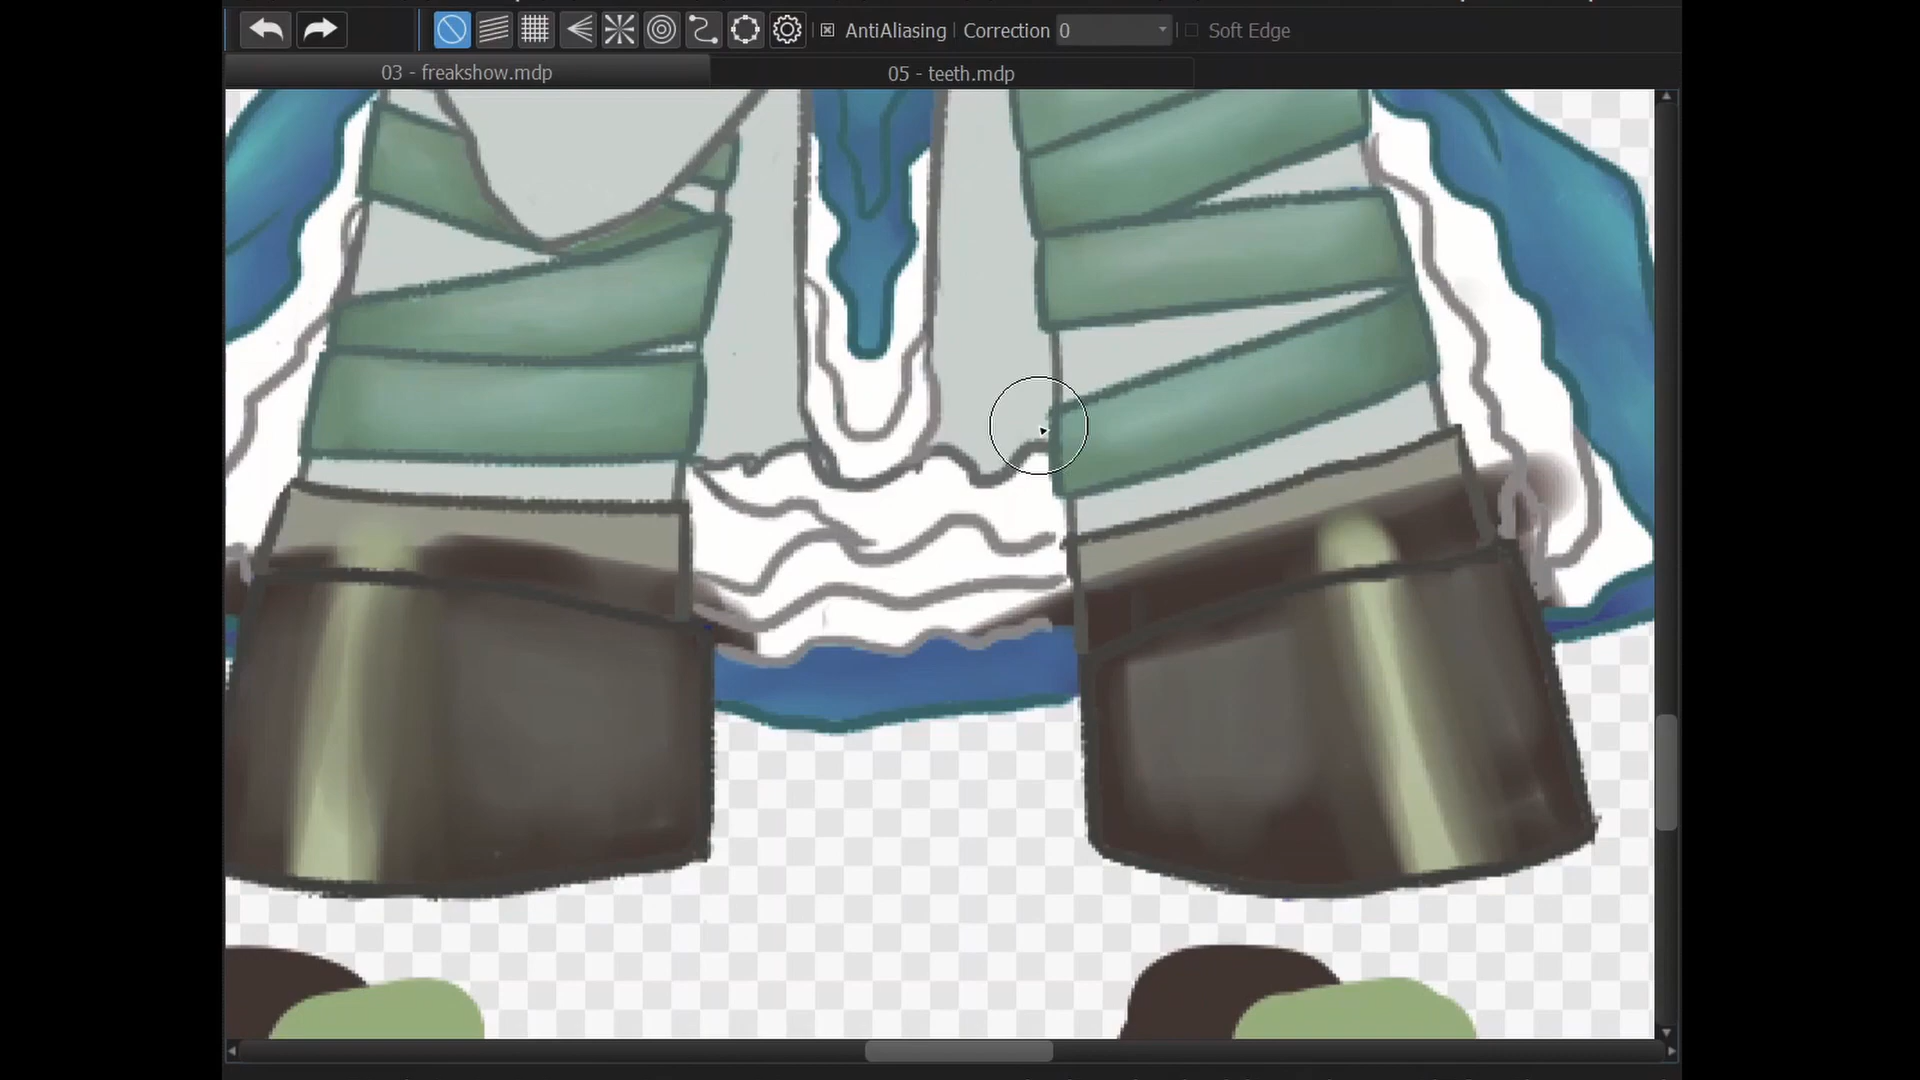 AntiAliasing Correction 0 Soft Edge
03 - freakshow.mdp 05 - teeth.mdp